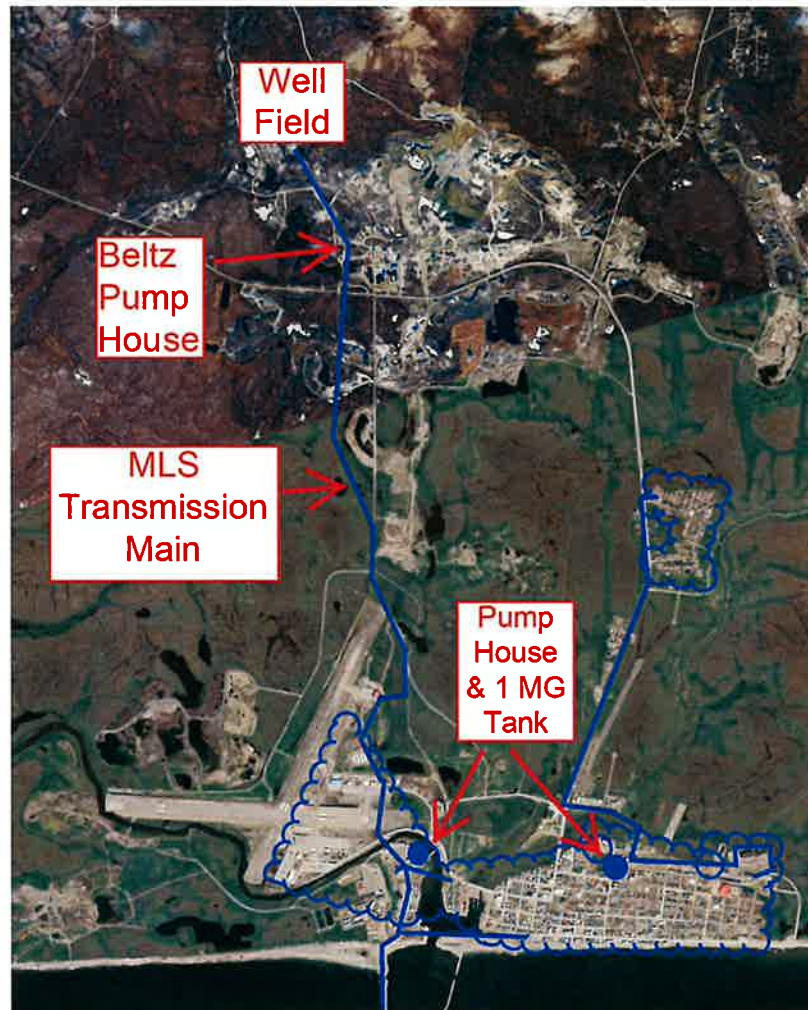 Well
Field
Beltz
Pump
House
MLS
Transmission
Main
Pump
House
& 1 MG
Tank